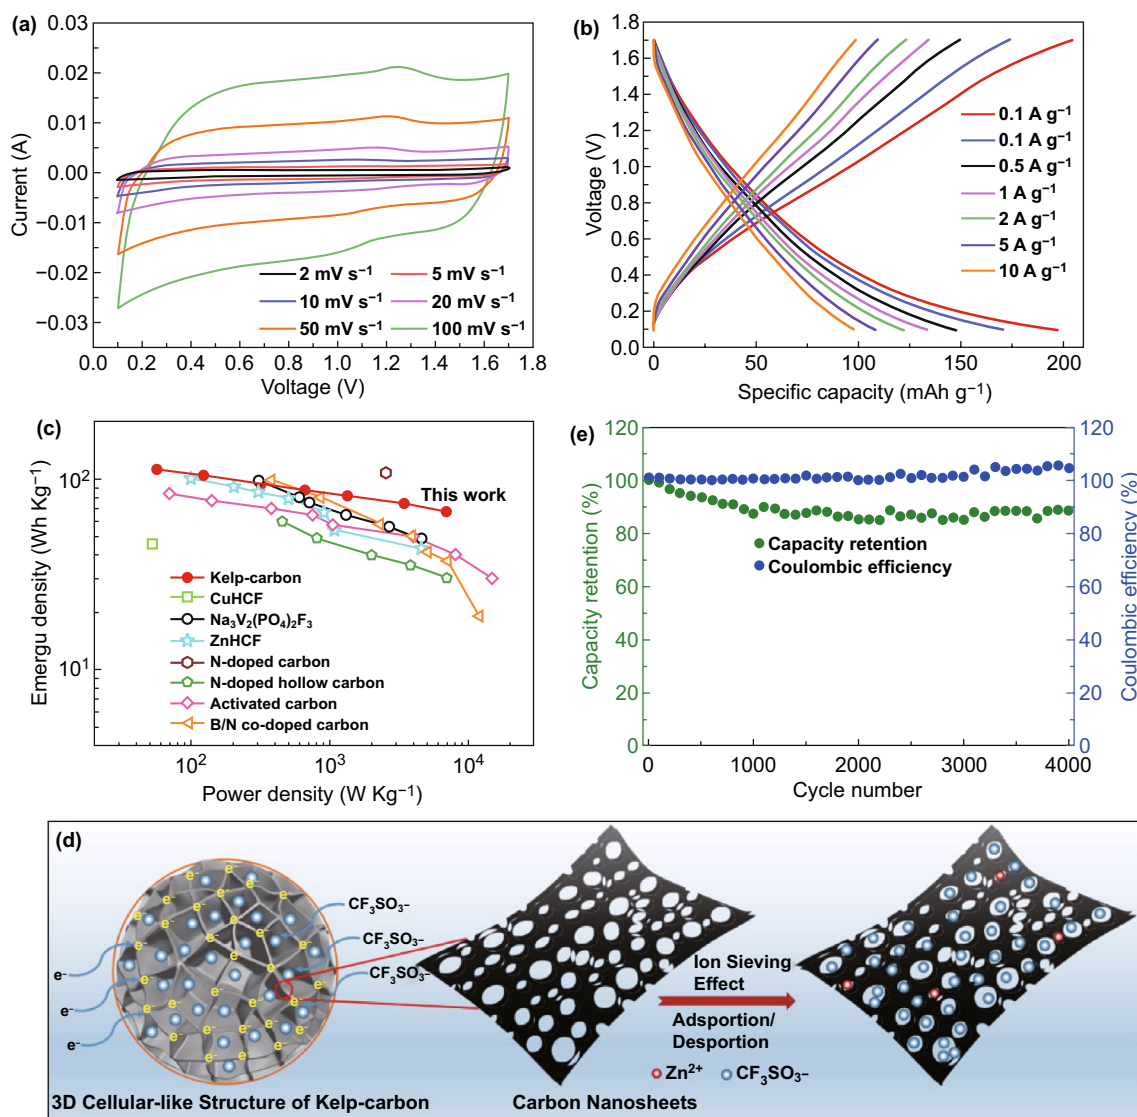 (a)
0.03
0.02
0.01
0.00
−0.01
−0.02
−0.03
Current (A)
2 mV s⁻¹ 5 mV s⁻¹
10 mV s⁻¹ 20 mV s⁻¹
50 mV s⁻¹ 100 mV s⁻¹
0.0 0.2 0.4 0.6 0.8 1.0 1.2 1.4 1.6 1.8
Voltage (V)
(b)
1.8
1.6
1.4
1.2
1.0
0.8
0.6
0.4
0.2
0.0
Voltage (V)
0.1 A g⁻¹
0.1 A g⁻¹
0.5 A g⁻¹
1 A g⁻¹
2 A g⁻¹
5 A g⁻¹
10 A g⁻¹
0 50 100 150 200
Specific capacity (mAh g⁻¹)
(c)
10²
10¹
Emergu density (Wh Kg⁻¹)
This work
Kelp-carbon
CuHCF
Na₃V₂(PO₄)₂F₃
ZnHCF
N-doped carbon
N-doped hollow carbon
Activated carbon
B/N co-doped carbon
10² 10³ 10⁴
Power density (W Kg⁻¹)
(e)
120
100
80
60
40
20
0
Capacity retention (%)
Capacity retention
Coulombic efficiency
120
100
80
60
40
20
0
Coulombic efficiency (%)
0 1000 2000 3000 4000
Cycle number
(d)
e⁻ e⁻ e⁻ e⁻ e⁻ e⁻ e⁻ e⁻ e⁻ e⁻ e⁻ e⁻ e⁻ e⁻ e⁻ e⁻ e⁻ e⁻ e⁻ e⁻ e⁻ e⁻ e⁻ e⁻ e⁻
CF₃SO₃−
CF₃SO₃−
CF₃SO₃−
e⁻
e⁻
e⁻
Ion Sieving
Effect
Adsportion/
Desportion
Zn²⁺ CF₃SO₃−
3D Cellular-like Structure of Kelp-carbon
Carbon Nanosheets